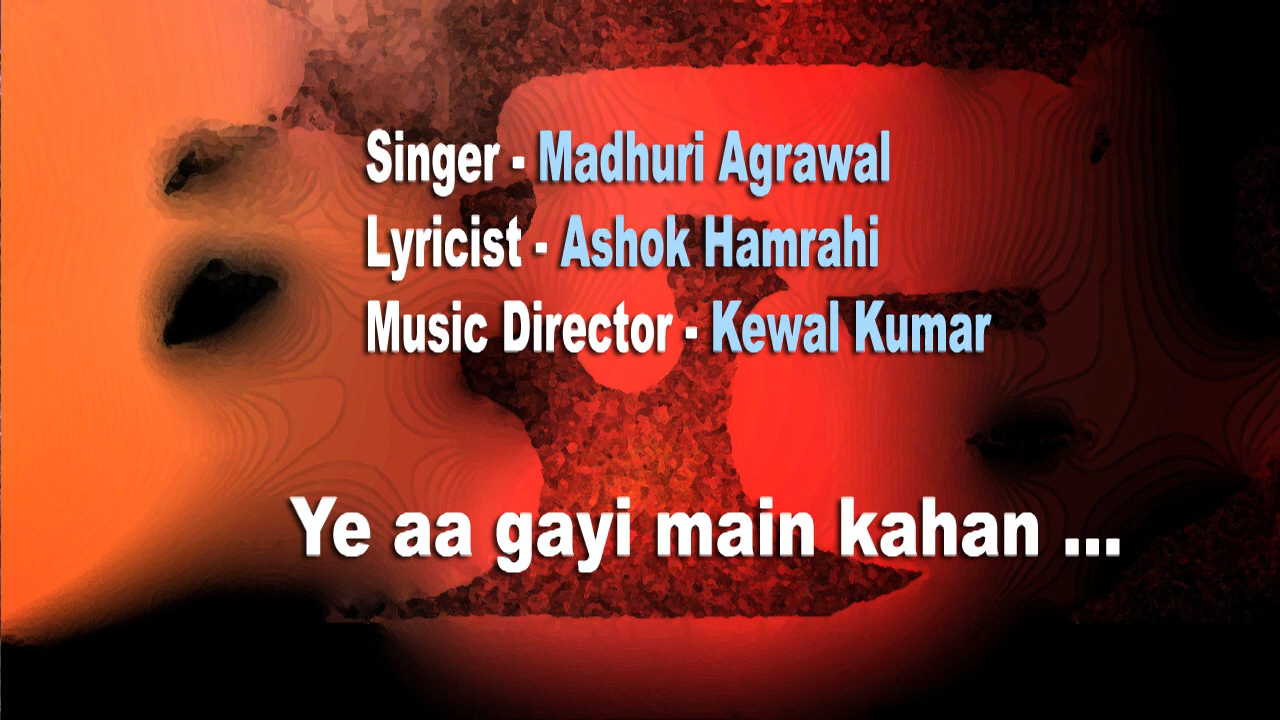 Singer - Madhuri Agrawal
Lyricist - Ashok Hamrahi
Music Director - Kewal Kumar
Ye aa gayi main kahan ...